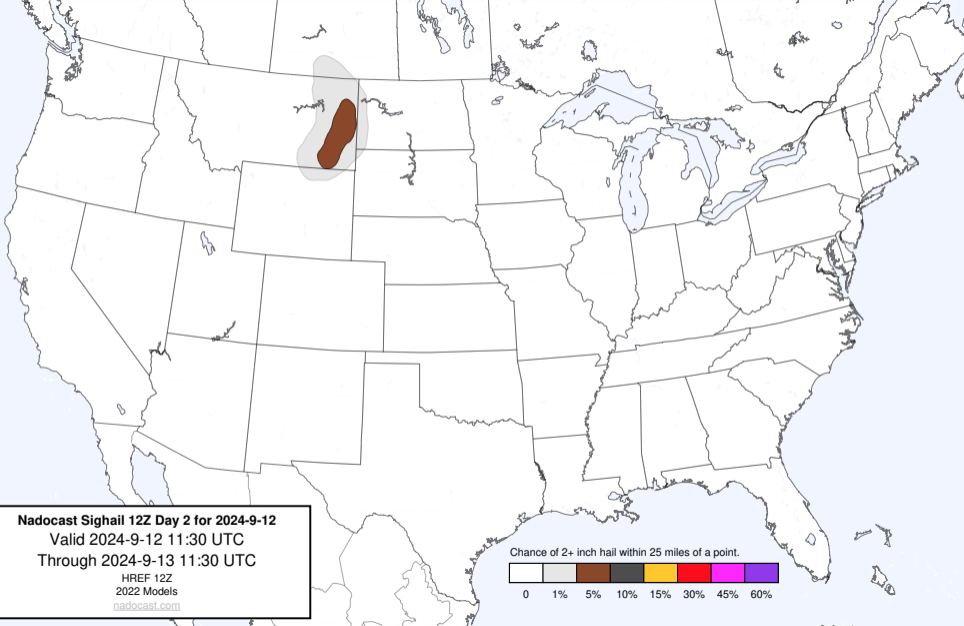 Nadocast Sighail 12Z Day 2 for 2024-9-12
Valid 2024-9-12 11:30 UTC
Through 2024-9-13 11:30 UTC
HREF 12Z
2022 Models
nadocast.com
Chance of 2+ inch hail within 25 miles of a point.
0 1% 5% 10% 15% 30% 45% 60%